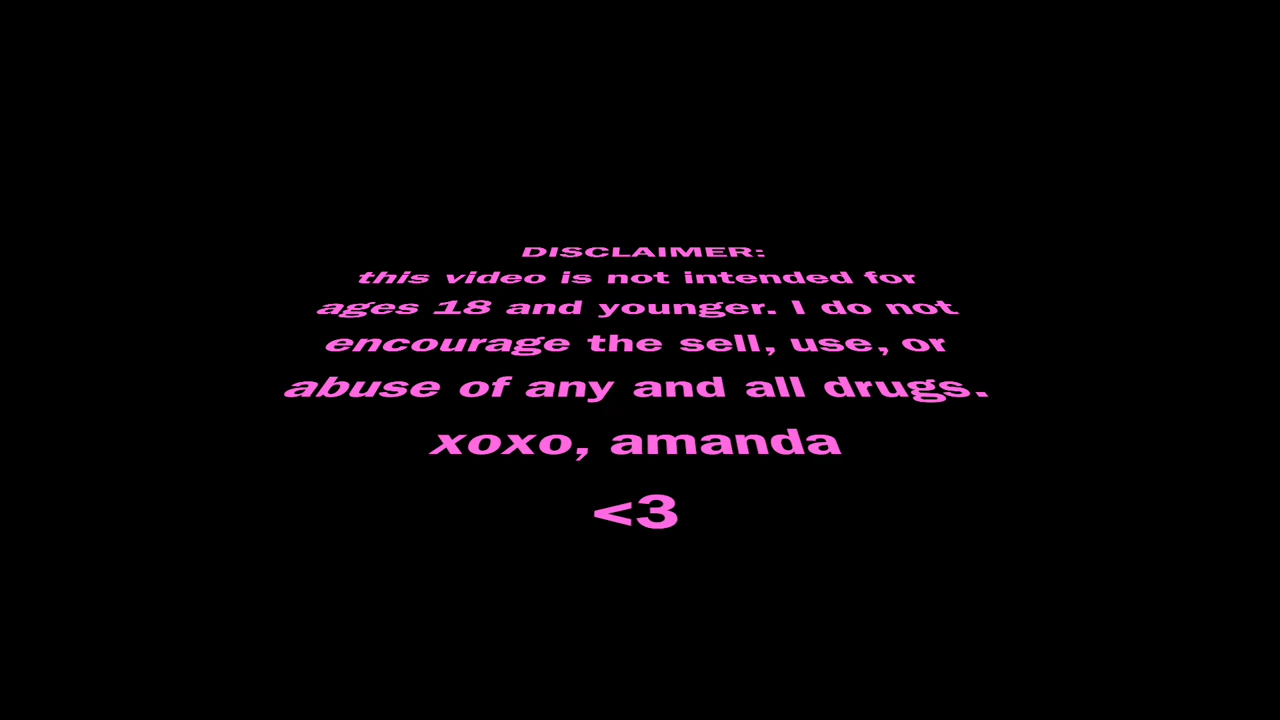 DISCLAIMER:
this video is not intended for
ages 18 and younger. I do not
encourage the sell, use, or
abuse of any and all drugs.
xoxo, amanda
<3